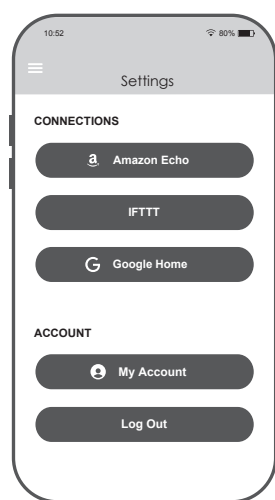 10:52 80%
Settings
CONNECTIONS
a Amazon Echo
IFTTT
G Google Home
ACCOUNT
My Account
Log Out